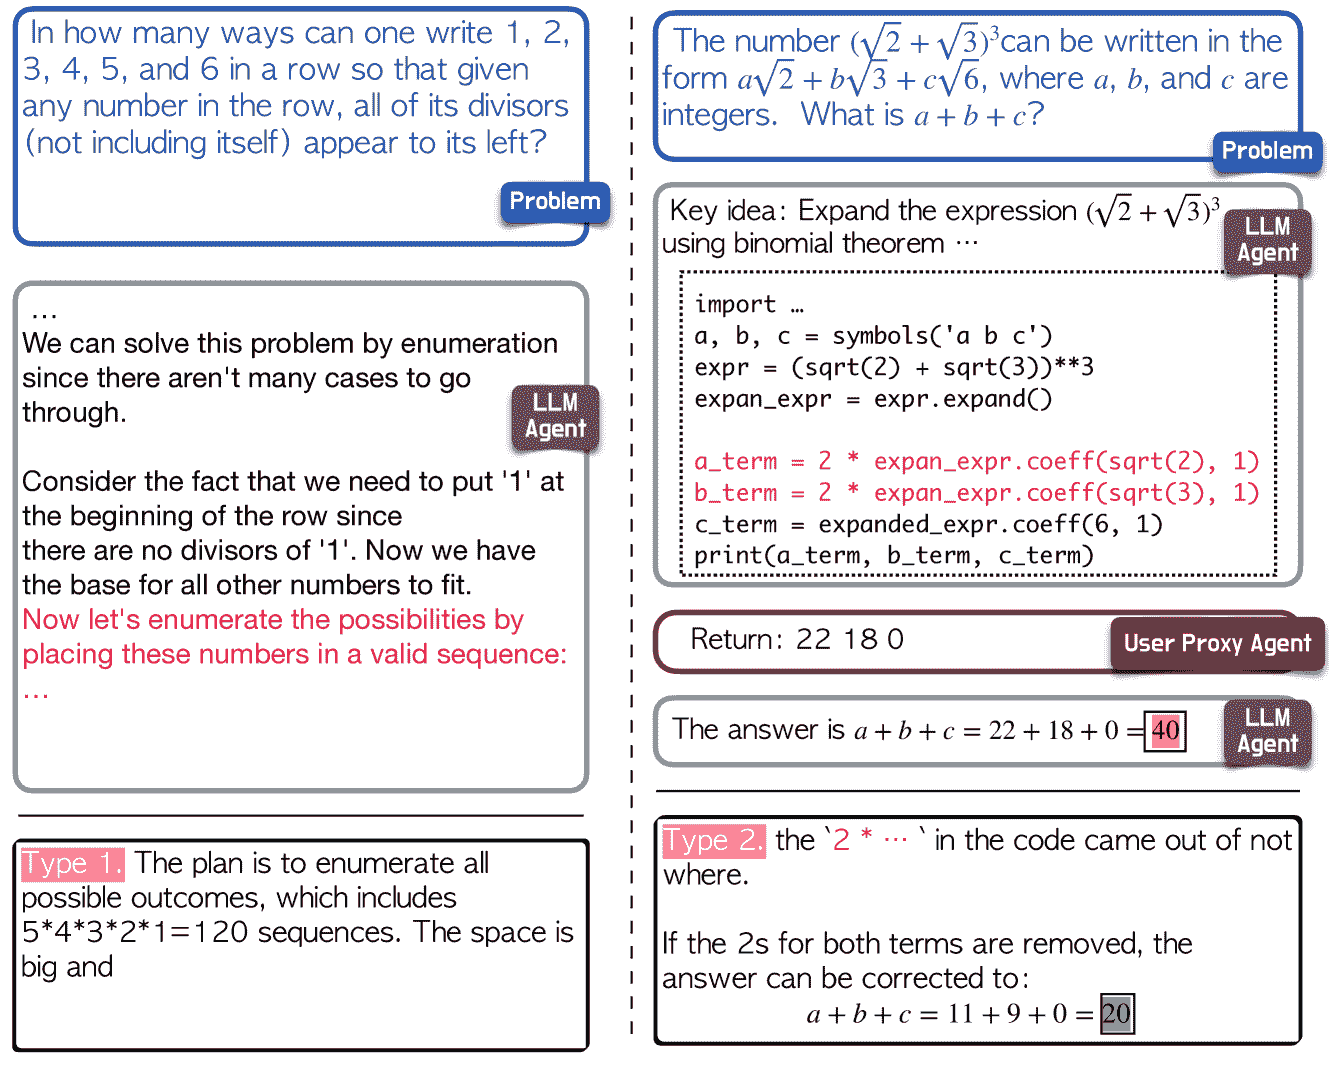 In how many ways can one write 1, 2,
3, 4, 5, and 6 in a row so that given
any number in the row, all of its divisors
(not including itself) appear to its left?
Problem
...
We can solve this problem by enumeration
since there aren't many cases to go
through.
LLM
Agent
Consider the fact that we need to put '1' at
the beginning of the row since
there are no divisors of '1'. Now we have
the base for all other numbers to fit.
Now let's enumerate the possibilities by
placing these numbers in a valid sequence:
...
Type 1. The plan is to enumerate all
possible outcomes, which includes
5*4*3*2*1=120 sequences. The space is
big and
The number (√2 + √3)³can be written in the
form a√2 + b√3 + c√6, where a, b, and c are
integers. What is a + b + c?
Problem
Key idea: Expand the expression (√2 + √3)³
using binomial theorem ⋯
LLM
Agent
import …
a, b, c = symbols('a b c')
expr = (sqrt(2) + sqrt(3))**3
expan_expr = expr.expand()
a_term = 2 * expan_expr.coeff(sqrt(2), 1)
b_term = 2 * expan_expr.coeff(sqrt(3), 1)
c_term = expanded_expr.coeff(6, 1)
print(a_term, b_term, c_term)
Return: 22 18 0
User Proxy Agent
The answer is a + b + c = 22 + 18 + 0 = 40
LLM
Agent
Type 2. the `2 * ⋯ ` in the code came out of not
where.
If the 2s for both terms are removed, the
answer can be corrected to:
a + b + c = 11 + 9 + 0 = 20